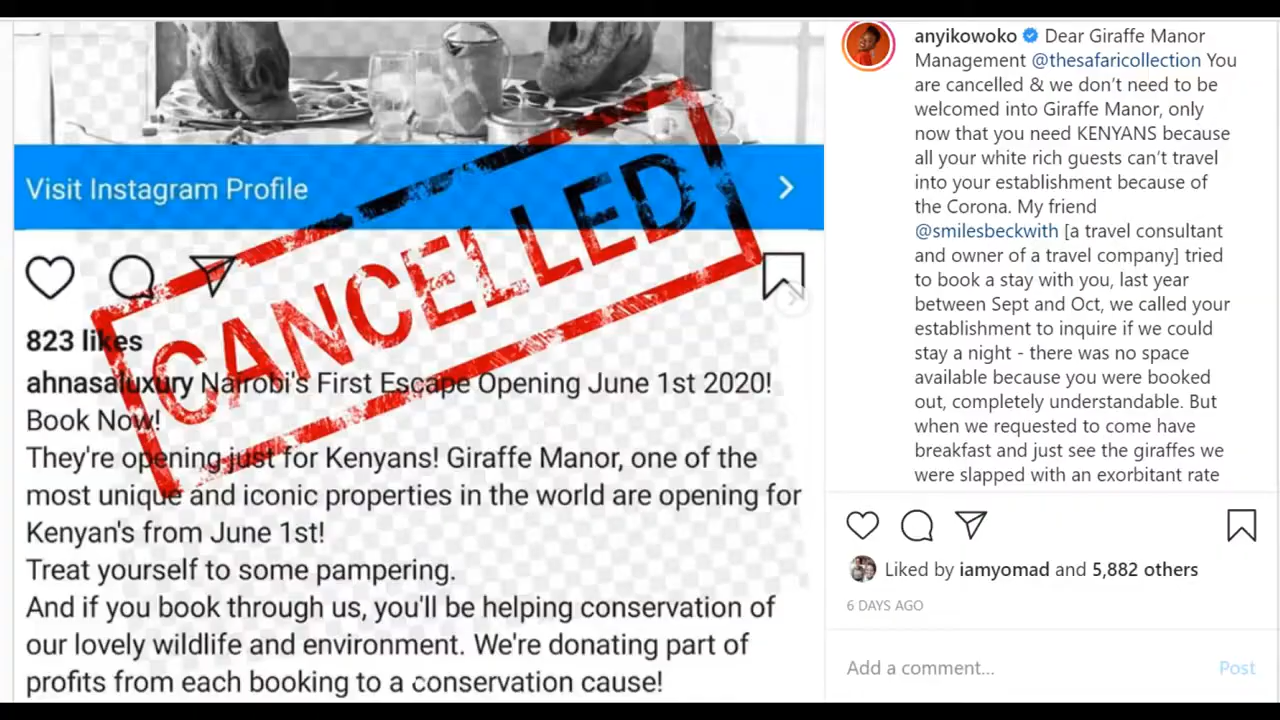 Visit Instagram Profile
CANCELLED
823 likes
ahnasaluxury Nairobi's First Escape Opening June 1st 2020!
Book Now!
They're opening just for Kenyans! Giraffe Manor, one of the
most unique and iconic properties in the world are opening for
Kenyan's from June 1st!
Treat yourself to some pampering.
And if you book through us, you'll be helping conservation of
our lovely wildlife and environment. We're donating part of
profits from each booking to a conservation cause!
anyikowoko Dear Giraffe Manor
Management @thesafaricollection You
are cancelled & we don't need to be
welcomed into Giraffe Manor, only
now that you need KENYANS because
all your white rich guests can't travel
into your establishment because of
the Corona. My friend
@smilesbeckwith [a travel consultant
and owner of a travel company] tried
to book a stay with you, last year
between Sept and Oct, we called your
establishment to inquire if we could
stay a night - there was no space
available because you were booked
out, completely understandable. But
when we requested to come have
breakfast and just see the giraffes we
were slapped with an exorbitant rate
Liked by iamyomad and 5,882 others
6 DAYS AGO
Add a comment... Post